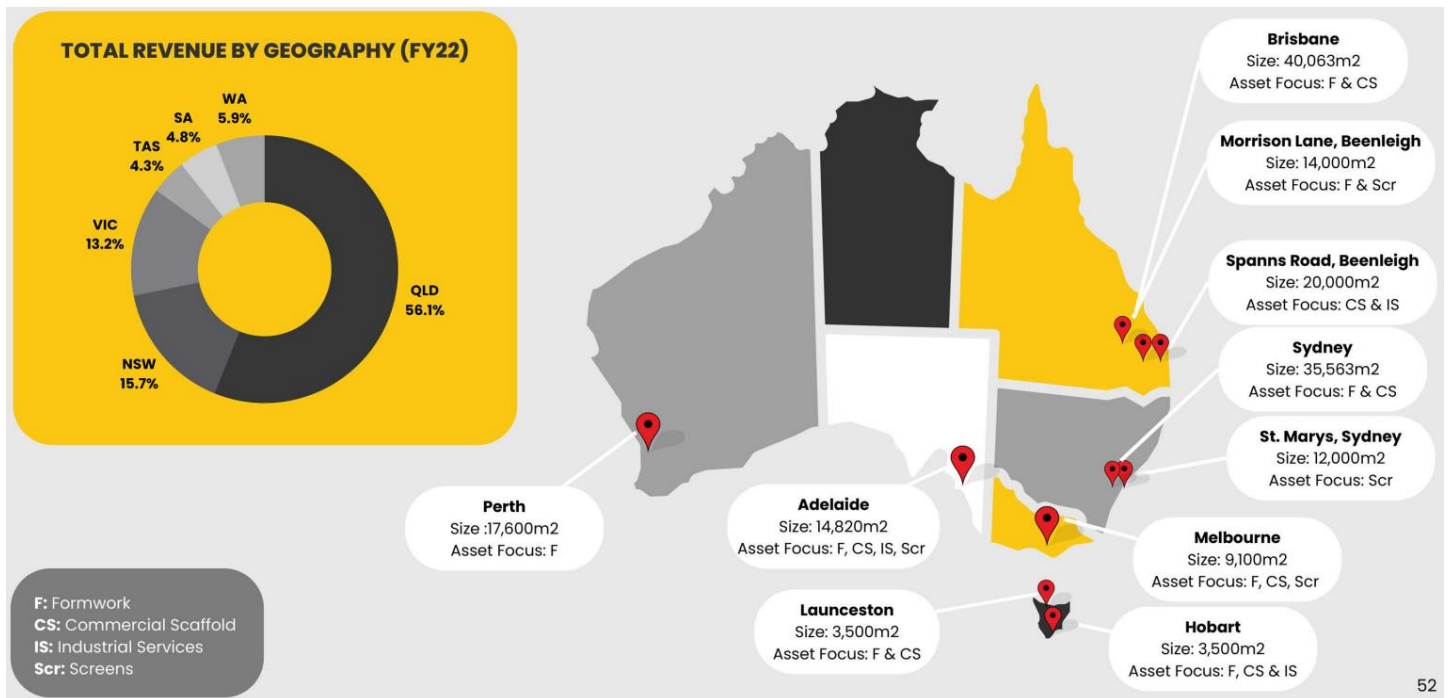 TOTAL REVENUE BY GEOGRAPHY (FY22)
WA
5.9%
SA
4.8%
TAS
4.3%
VIC
13.2%
NSW
15.7%
QLD
56.1%
Brisbane
Size: 40,063m2
Asset Focus: F & CS
Morrison Lane, Beenleigh
Size: 14,000m2
Asset Focus: F & Scr
Spanns Road, Beenleigh
Size: 20,000m2
Asset Focus: CS & IS
Sydney
Size: 35,563m2
Asset Focus: F & CS
St. Marys, Sydney
Size: 12,000m2
Asset Focus: Scr
Perth
Size :17,600m2
Asset Focus: F
Adelaide
Size: 14,820m2
Asset Focus: F, CS, IS, Scr
Melbourne
Size: 9,100m2
Asset Focus: F, CS, Scr
Launceston
Size: 3,500m2
Asset Focus: F & CS
Hobart
Size: 3,500m2
Asset Focus: F, CS & IS
F: Formwork
CS: Commercial Scaffold
IS: Industrial Services
Scr: Screens
52